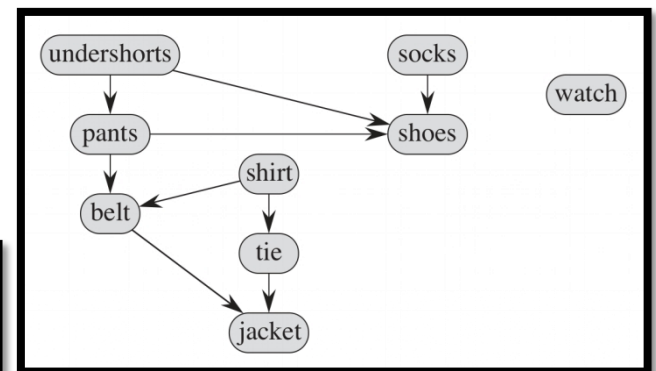 undershorts
socks
watch
pants
shoes
shirt
belt
tie
jacket